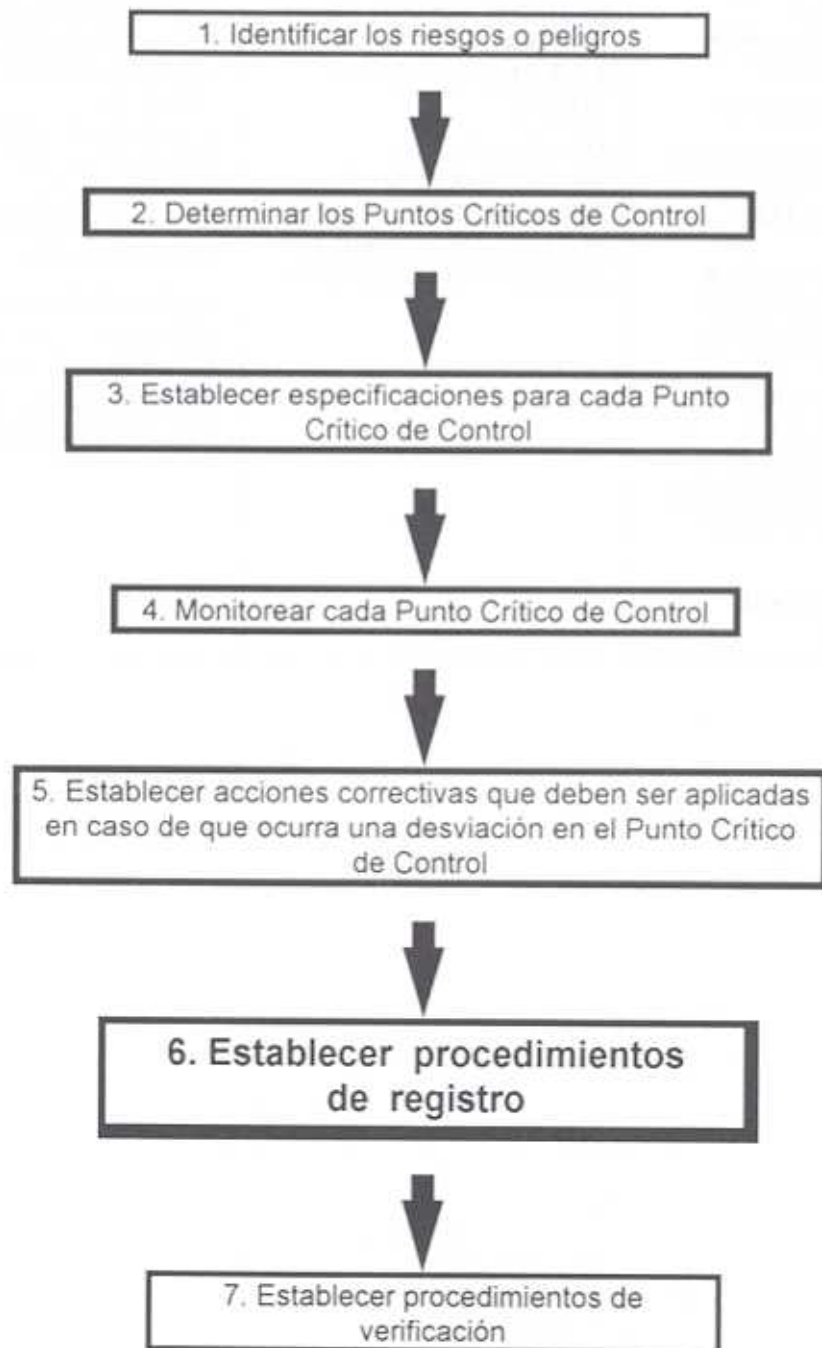 1. Identificar los riesgos o peligros
2. Determinar los Puntos Críticos de Control
3. Establecer especificaciones para cada Punto
Crítico de Control
4. Monitorear cada Punto Crítico de Control
5. Establecer acciones correctivas que deben ser aplicadas
en caso de que ocurra una desviación en el Punto Crítico
de Control
6. Establecer procedimientos
de registro
7. Establecer procedimientos de
verificación